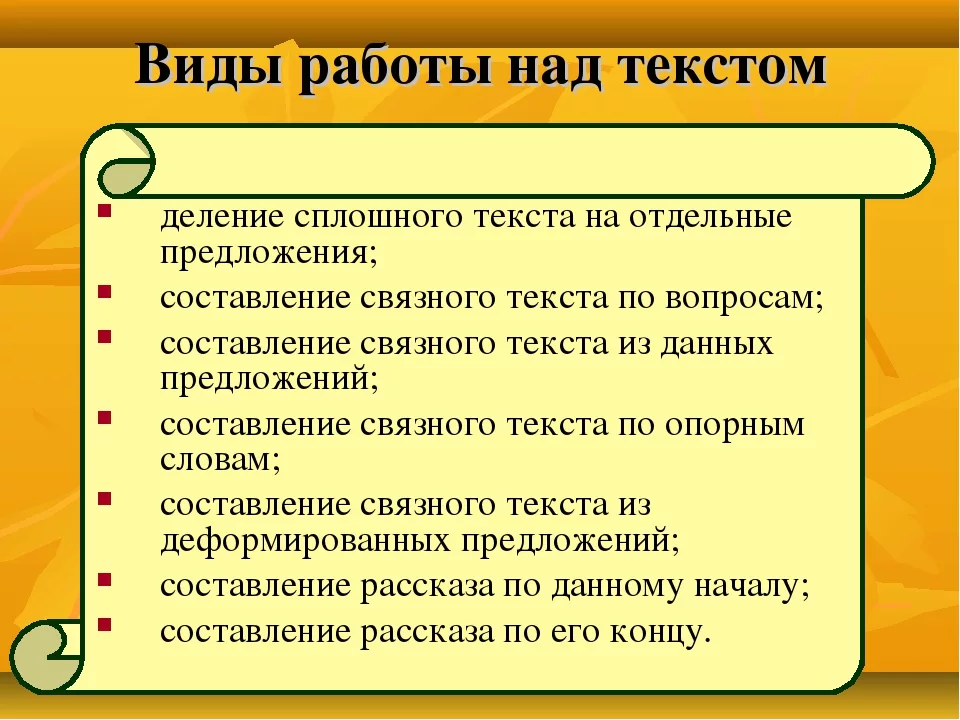 Виды работы над текстом
деление сплошного текста на отдельные
предложения;
составление связного текста по вопросам;
составление связного текста из данных
предложений;
составление связного текста по опорным
словам;
составление связного текста из
деформированных предложений;
составление рассказа по данному началу;
составление рассказа по его концу.